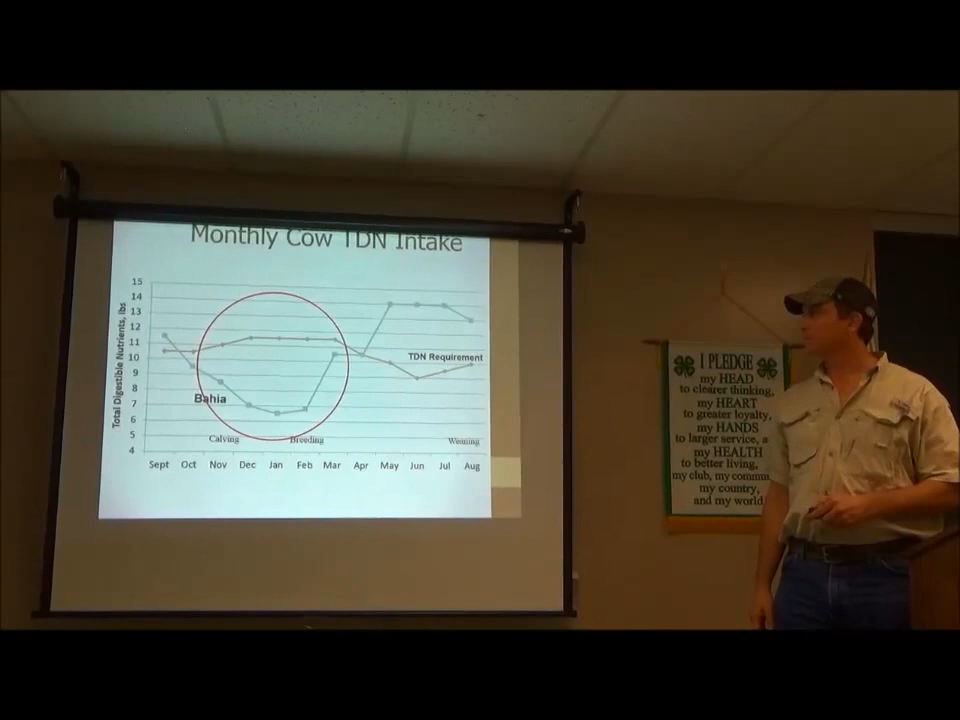 Monthly Cow TDN Intake
Total Digestible Nutrients, lbs
15
14
13
12
11
10
9
8
7
6
5
4
TDN Requirement
Bahia
Calving
Breeding
Weaning
Sept Oct Nov Dec Jan Feb Mar Apr May Jun Jul Aug
I PLEDGE
my HEAD
to clearer thinking,
my HEART
to greater loyalty,
my HANDS
to larger service, a
my HEALTH
to better living,
my club, my commu
my country,
and my world